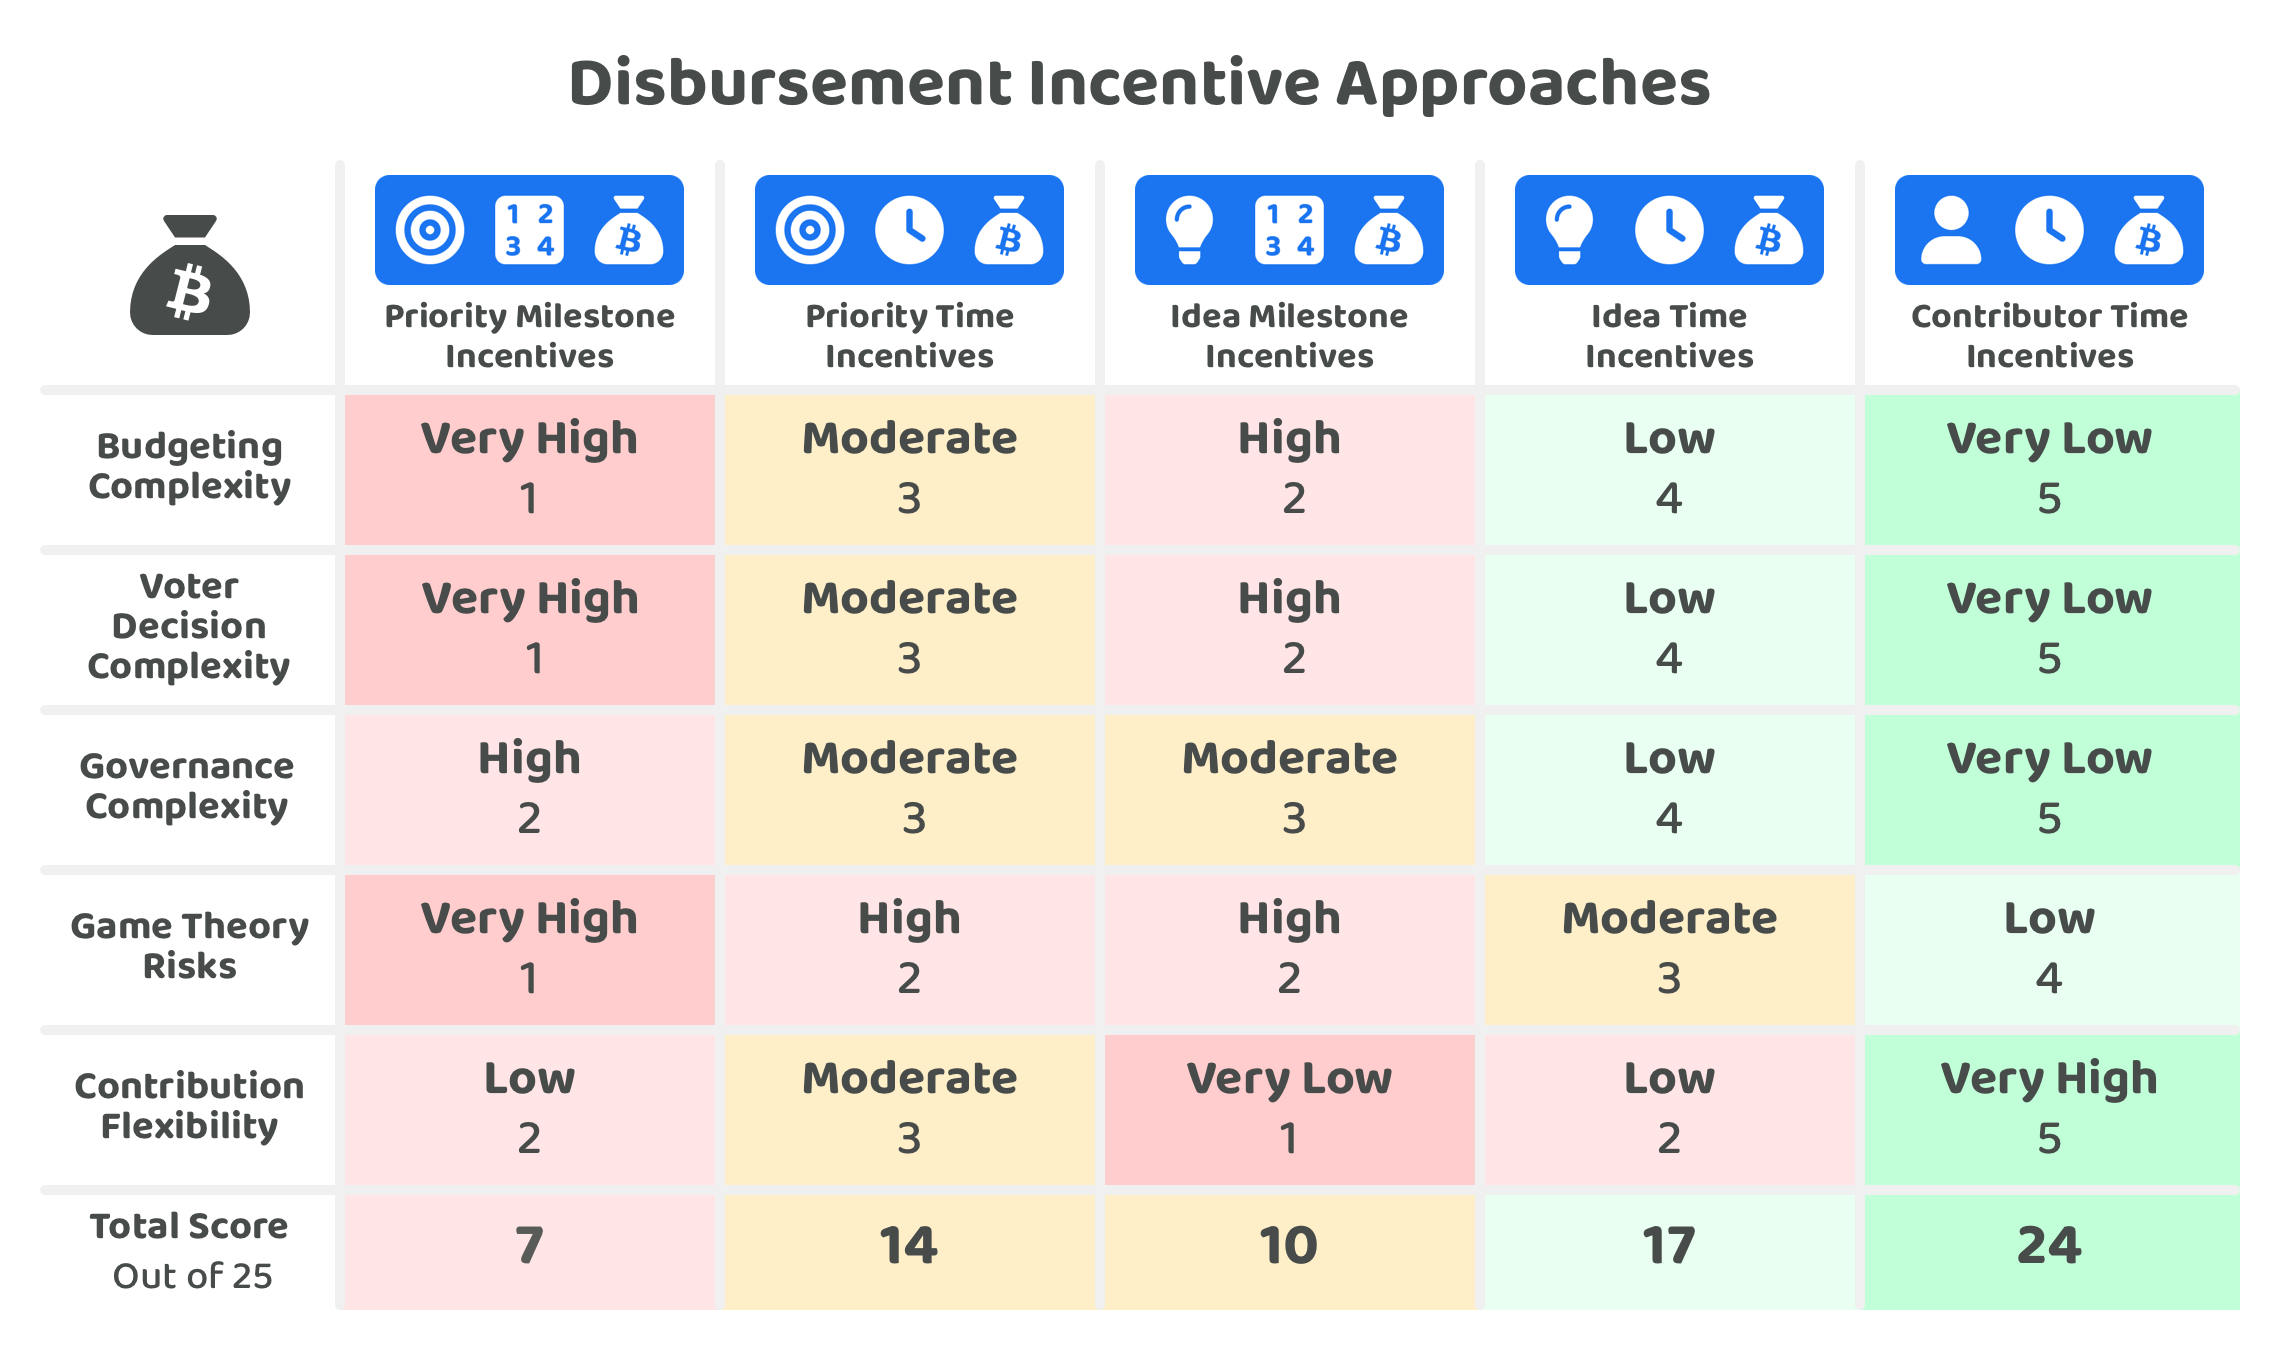 Disbursement Incentive Approaches
1 2
3 4
1 2
3 4
Priority Milestone
Incentives
Priority Time
Incentives
Idea Milestone
Incentives
Idea Time
Incentives
Contributor Time
Incentives
Budgeting
Complexity
Very High
1
Moderate
3
High
2
Low
4
Very Low
5
Voter
Decision
Complexity
Very High
1
Moderate
3
High
2
Low
4
Very Low
5
Governance
Complexity
High
2
Moderate
3
Moderate
3
Low
4
Very Low
5
Game Theory
Risks
Very High
1
High
2
High
2
Moderate
3
Low
4
Contribution
Flexibility
Low
2
Moderate
3
Very Low
1
Low
2
Very High
5
Total Score
Out of 25
7
14
10
17
24